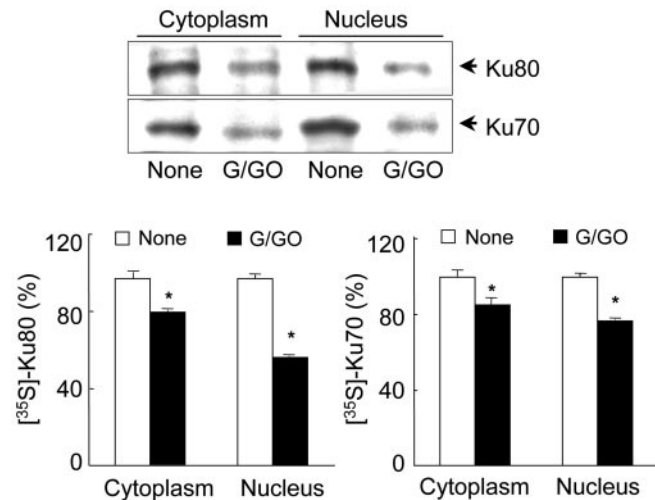 Cytoplasm Nucleus
Ku80
Ku70
None G/GO None G/GO
120
80
40
0
[³⁵S]-Ku80 (%)
None G/GO
*
*
Cytoplasm Nucleus
120
80
40
0
[³⁵S]-Ku70 (%)
None G/GO
*
*
Cytoplasm Nucleus